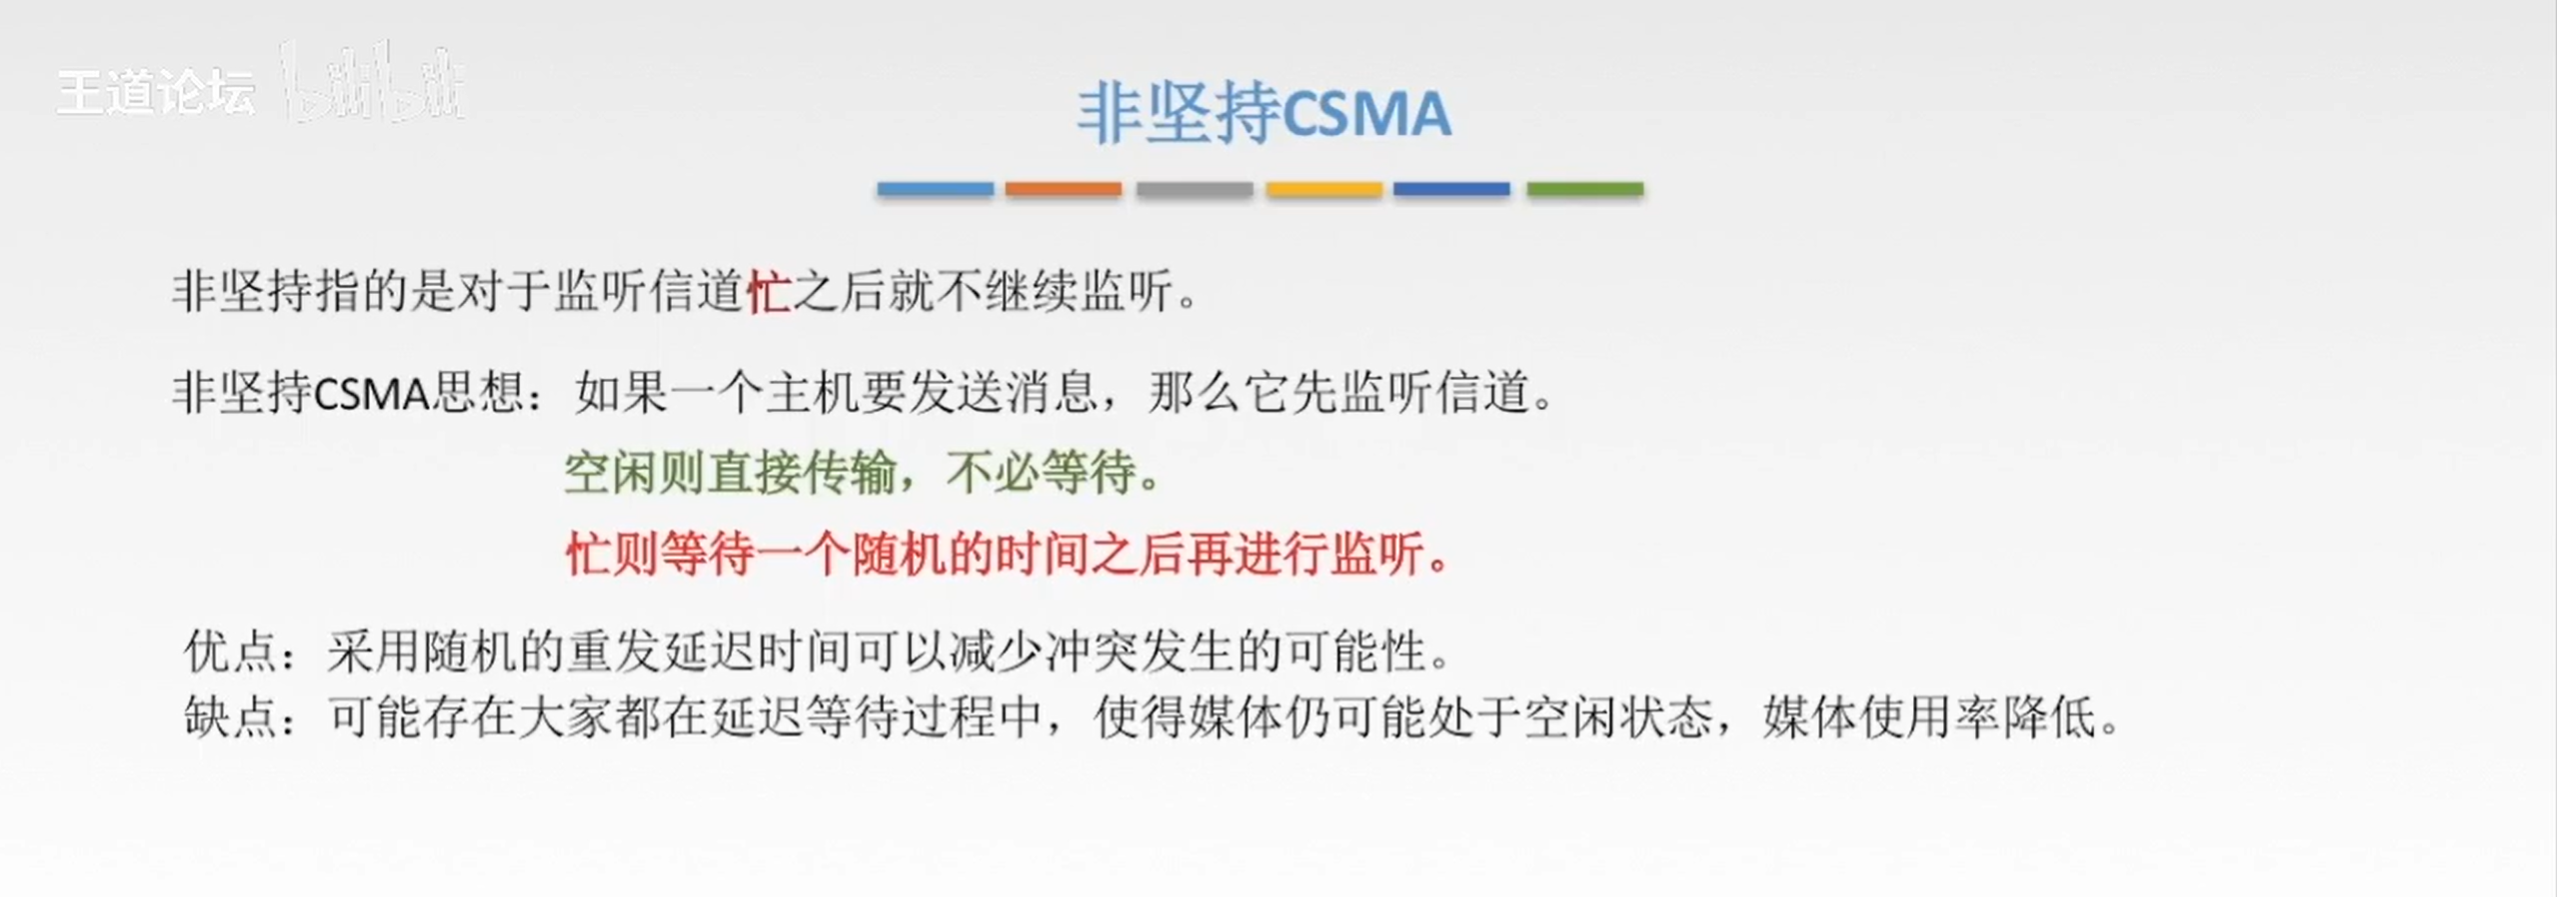 王道论坛 bilibili
非坚持CSMA
非坚持指的是对于监听信道忙之后就不继续监听。
非坚持CSMA思想：如果一个主机要发送消息，那么它先监听信道。
空闲则直接传输，不必等待。
忙则等待一个随机的时间之后再进行监听。
优点：采用随机的重发延迟时间可以减少冲突发生的可能性。
缺点：可能存在大家都在延迟等待过程中，使得媒体仍可能处于空闲状态，媒体使用率降低。